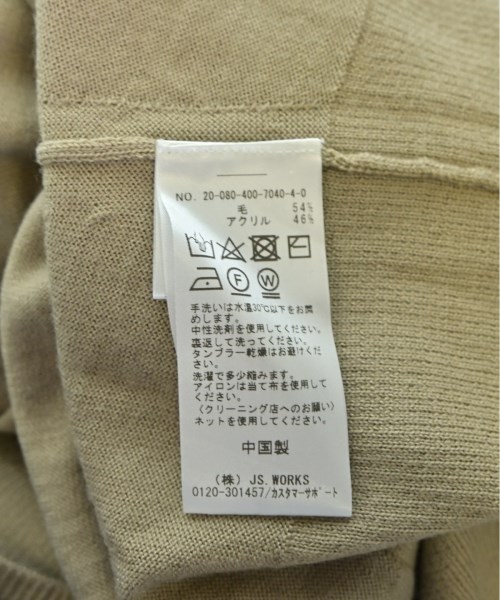 NO. 20-080-400-7040-4-0
毛 54%
アクリル 46%
F W
手洗いは水温30℃以下をお薦
めします。
中性洗剤を使用してください。
裏返して洗ってください。
タンブラー乾燥はお避けくだ
さい。
洗濯で多少縮みます。
アイロンは当て布を使用して
ください。
〈クリーニング店へのお願い〉
ネットを使用してください。
中国製
(株) JS.WORKS
0120-301457/カスタマーサポート